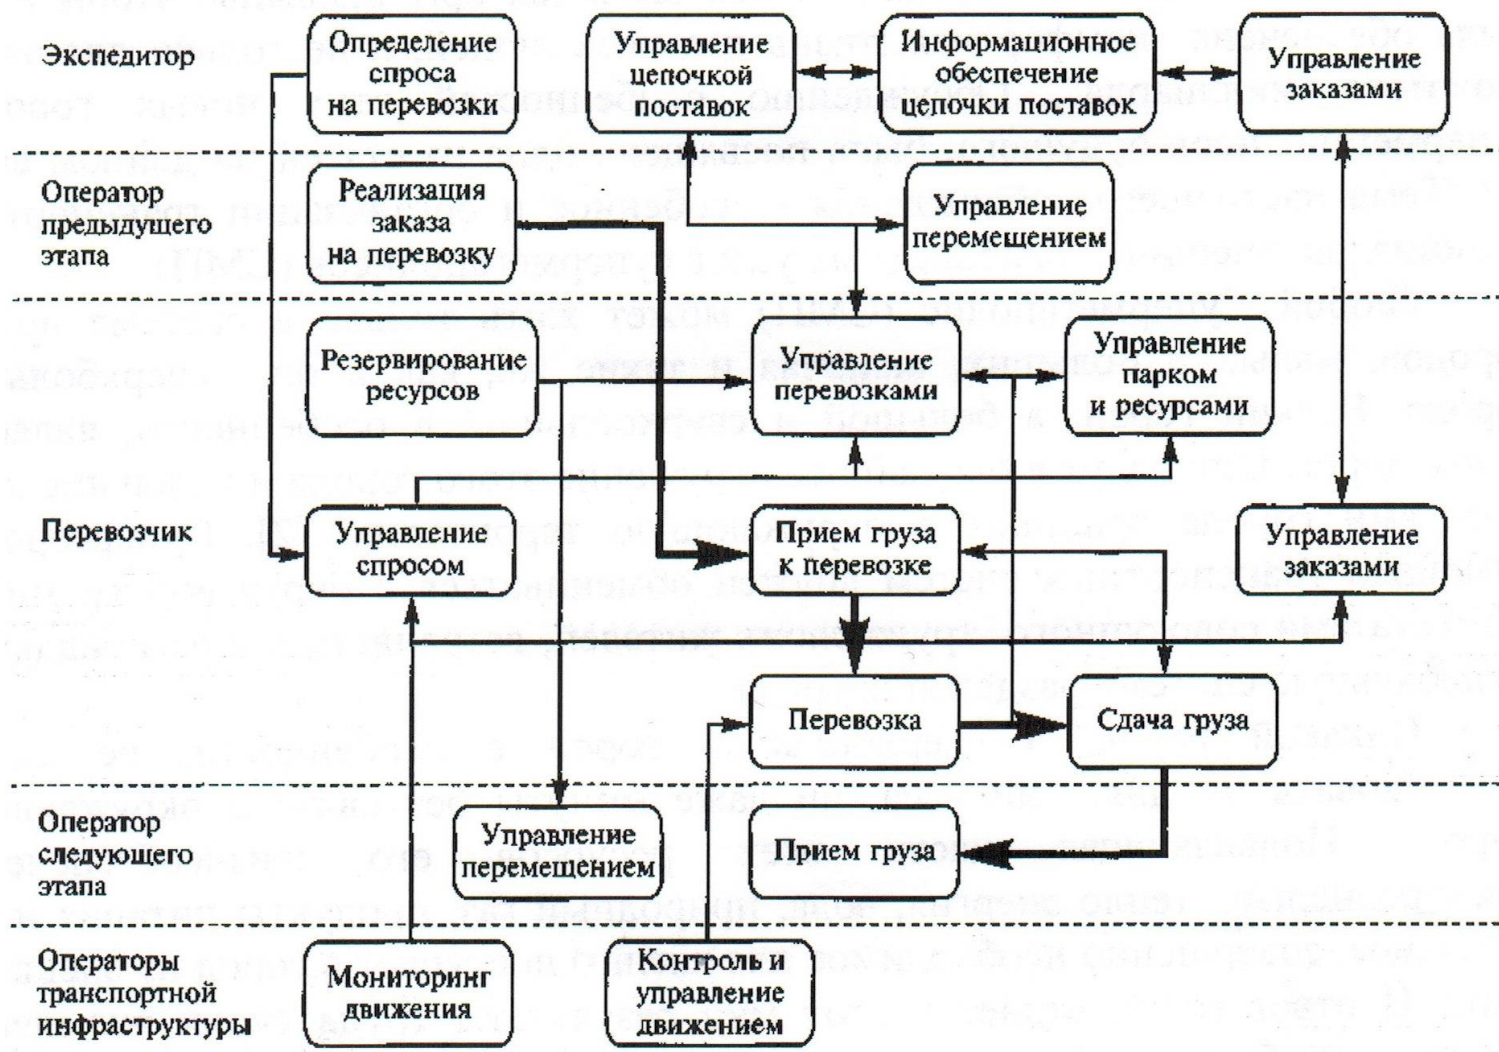 Экспедитор
Определение
спроса
на перевозки
Управление
цепочкой
поставок
Информационное
обеспечение
цепочки поставок
Управление
заказами
Оператор
предыдущего
этапа
Реализация
заказа
на перевозку
Управление
перемещением
Перевозчик
Резервирование
ресурсов
Управление
перевозками
Управление
парком
и ресурсами
Управление
спросом
Прием груза
к перевозке
Управление
заказами
Перевозка
Сдача груза
Оператор
следующего
этапа
Управление
перемещением
Прием груза
Операторы
транспортной
инфраструктуры
Мониторинг
движения
Контроль и
управление
движением